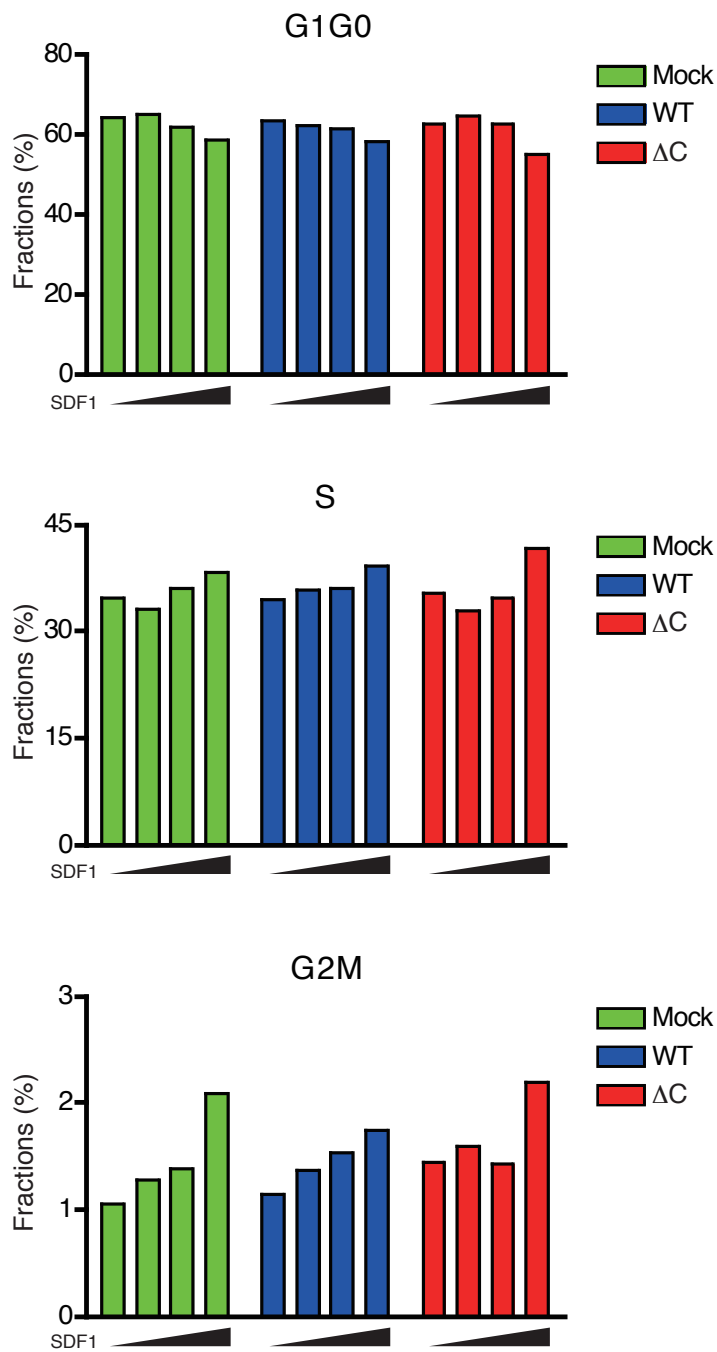 G1G0
Fractions (%)
80
60
40
20
0
SDF1
Mock
WT
ΔC
S
Fractions (%)
45
30
15
0
SDF1
Mock
WT
ΔC
G2M
Fractions (%)
3
2
1
0
SDF1
Mock
WT
ΔC